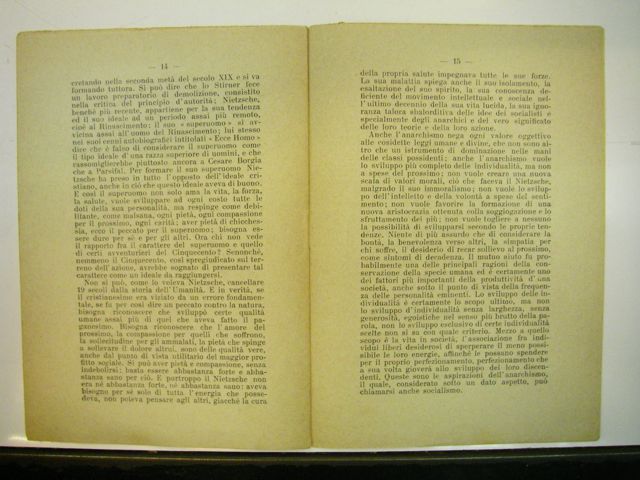 — 14 —
cretando nella seconda metà del secolo XIX e si va
formando tuttora. Si può dire che lo Stirner fece
un lavoro preparatorio di demolizione, consistito
nella critica del principio d'autorità; Nietzsche,
benchè più recente, appartiene per la sua tendenza
ed il suo ideale ad un periodo assai più remoto,
cioè al Rinascimento; il suo « superuomo » si av-
vicina assai all'uomo del Rinascimento; lui stesso
nei suoi cenni autobiografici intitolati « Ecce Homo »
dice che è falso di considerare il superuomo come
il tipo ideale d'una razza superiore di uomini, e che
rassomiglierebbe piuttosto ancora a Cesare Borgia
che a Parsifal. Per formare il suo superuomo Nie-
tzsche ha preso in tutto l'opposto dell'ideale cri-
stiano, anche in ciò che questo ideale aveva di buono.
E così il superuomo non solo ama la vita, la forza,
la salute, vuole sviluppare ad ogni costo tutte le
doti della sua personalità, ma respinge come debi-
litante, come malsana, ogni pietà, ogni compassione
per il prossimo, ogni carità; aver pietà di chicches-
sia, ecco il peccato per il superuomo; bisogna es-
sere duro per sè e per gli altri. Ora chi non vede
il rapporto fra il carattere del superuomo e quello
di certi avventurieri del Cinquecento? Senonchè,
nemmeno il Cinquecento, così spregiudicato sul ter-
reno dell'azione, avrebbe sognato di presentare tal
carattere come un ideale da raggiungersi.
Non si può, come lo voleva Nietzsche, cancellare
19 secoli dalla storia dell'Umanità. E in verità, se
il cristianesimo era viziato da un errore fondamen-
tale, se fu per così dire un peccato contro la natura,
bisogna riconoscere che sviluppò certe qualità
umane assai più di quel che aveva fatto il pa-
ganesimo. Bisogna riconoscere che l'amore del
prossimo, la compassione per quelli che soffrono,
la sollecitudine per gli ammalati, la pietà che spinge
a sollevare il dolore altrui, sono delle qualità vere,
anche dal punto di vista utilitario del maggior pro-
fitto sociale. Si può aver pietà e compassione, senza
indebolirsi; basta essere abbastanza forte e abba-
stanza sano per ciò. E purtroppo il Nietzsche non
era nè abbastanza forte, nè abbastanza sano; aveva
bisogno per sè solo di tutta l'energia che posse-
deva, non poteva pensare agli altri, giacchè la cura
— 15 —
della propria salute impegnava tutte le sue forze.
La sua malattia spiega anche il suo isolamento, la
esaltazione del suo spirito, la sua conoscenza de-
ficiente del movimento intellettuale e sociale nel-
l'ultimo decennio della sua vita lucida, la sua igno-
ranza talora sbalorditiva delle idee dei socialisti e
specialmente degli anarchici e del vero significato
delle loro teorie e della loro azione.
Anche l'anarchismo nega ogni valore oggettivo
alle cosidette leggi umane e divine, che non sono al-
tro che un istrumento di dominazione nelle mani
delle classi possidenti; anche l'anarchismo vuole
lo sviluppo più completo delle individualità, ma non
a spese del prossimo; non vuole creare una nuova
scala di valori morali, ciò che faceva il Nietzsche,
malgrado il suo immoralismo; non vuole lo svilup-
po dell'intelletto e della volontà a spese del senti-
mento; non vuole favorire la formazione di una
nuova aristocrazia ottenuta colla soggiogazione e lo
sfruttamento dei più; non vuole togliere a nessuno
la possibilità di svilupparsi secondo le proprie ten-
denze. Niente di più assurdo che di considerare la
bontà, la benevolenza verso altri, la simpatia per
chi soffre, il desiderio di recar sollievo al prossimo,
come sintomi di decadenza. Il mutuo aiuto fu pro-
babilmente una delle principali ragioni della con-
servazione della specie umana ed è certamente uno
dei fattori più importanti della produttività d'una
società, anche sotto il punto di vista della frequen-
za delle personalità eminenti. Lo sviluppo delle in-
dividualità è certamente lo scopo ultimo, ma non
lo sviluppo d'individualità senza larghezza, senza
generosità, egoistiche nel senso più brutto della pa-
rola, non lo sviluppo esclusivo di certe individualità
scelte non si sa con quale criterio. Mezzo a quello
scopo è la vita in società, l'associazione fra indi-
vidui liberi desiderosi di sperperare il meno possi-
bile le loro energie, affinchè le possano spendere
per il proprio perfezionamento, perfezionamento che
a sua volta gioverà allo sviluppo dei loro discen-
denti. Queste sono le aspirazioni dell'anarchismo,
il quale, considerato sotto un dato aspetto, può
chiamarsi anche socialismo.